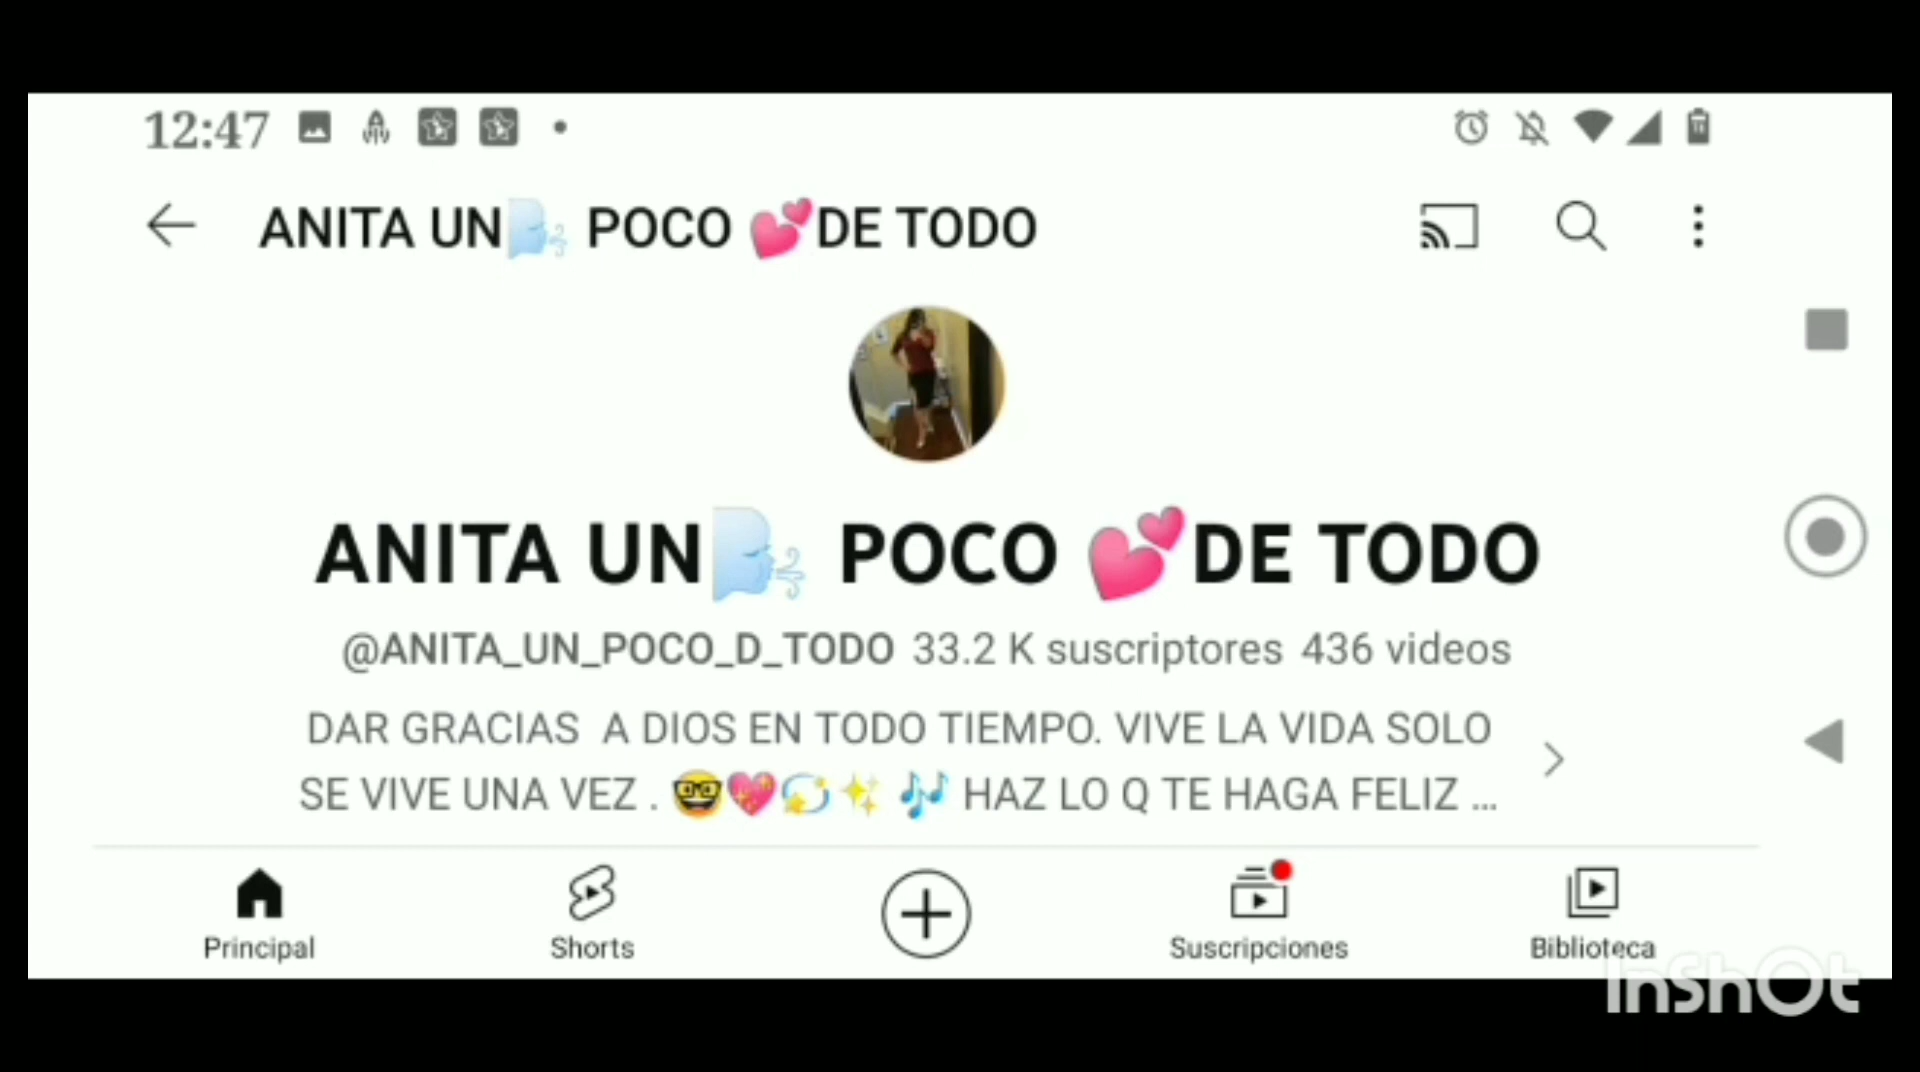 12:47
ANITA UN🌬️ POCO 💕DE TODO
ANITA UN🌬️ POCO 💕DE TODO
@ANITA_UN_POCO_D_TODO 33.2 K suscriptores 436 videos
DAR GRACIAS A DIOS EN TODO TIEMPO. VIVE LA VIDA SOLO
SE VIVE UNA VEZ . 🤓💖💫✨ 🎶 HAZ LO Q TE HAGA FELIZ ...
Principal Shorts Suscripciones Biblioteca
InShOt